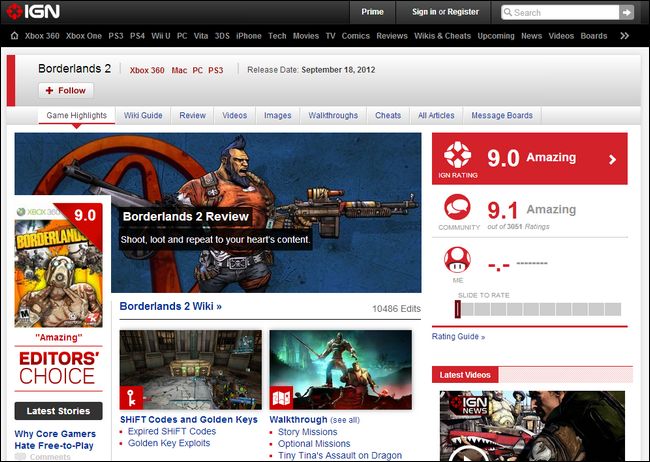 IGN
Prime
Sign in or Register
Search
Xbox 360 Xbox One PS3 PS4 Wii U PC Vita 3DS iPhone Tech Movies TV Comics Reviews Wikis & Cheats Upcoming News Videos Boards
Borderlands 2
Xbox 360 Mac PC PS3
Release Date: September 18, 2012
+ Follow
Game Highlights Wiki Guide Review Videos Images Walkthroughs Cheats All Articles Message Boards
Borderlands 2 Review
Shoot, loot and repeat to your heart's content.
XBOX 360
9.0
BORDERLANDS
M
"Amazing"
EDITORS'
CHOICE
Latest Stories
Why Core Gamers
Hate Free-to-Play
Comments
Borderlands 2 Wiki »
10486 Edits
SHiFT Codes and Golden Keys
Expired SHiFT Codes
Golden Key Exploits
Walkthrough (see all)
Story Missions
Optional Missions
Tiny Tina's Assault on Dragon
IGN RATING
9.0 Amazing
COMMUNITY
9.1 Amazing
out of 3051 Ratings
ME
-.- --------
SLIDE TO RATE
Rating Guide »
Latest Videos
IGN
NEWS